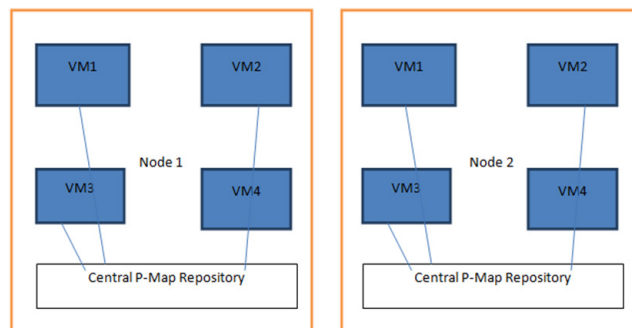 VM1
VM2
Node 1
VM3
VM4
Central P-Map Repository
VM1
VM2
Node 2
VM3
VM4
Central P-Map Repository